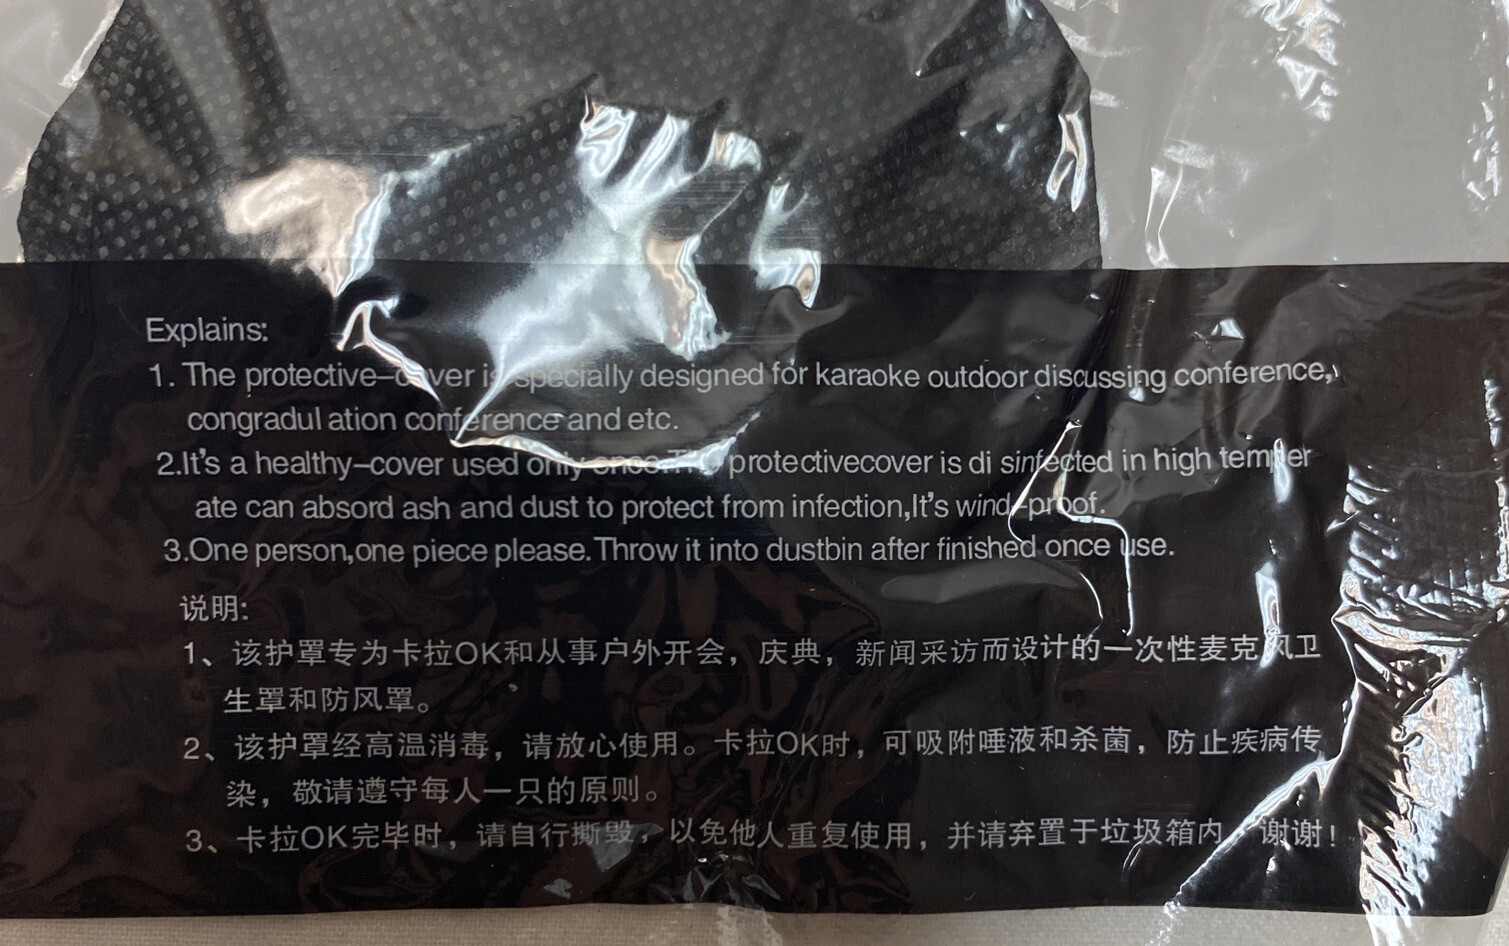 Explains:
1. The protective-cover is specially designed for karaoke outdoor discussing conference,
congradul ation conference and etc.
2.It's a healthy-cover used only once.The protectivecover is di sinfected in high temper
ate can absord ash and dust to protect from infection,It's wind-proof.
3.One person,one piece please.Throw it into dustbin after finished once use.
说明:
1、该护罩专为卡拉OK和从事户外开会，庆典，新闻采访而设计的一次性麦克风卫
生罩和防风罩。
2、该护罩经高温消毒，请放心使用。卡拉OK时，可吸附唾液和杀菌，防止疾病传
染，敬请遵守每人一只的原则。
3、卡拉OK完毕时，请自行撕毁，以免他人重复使用，并请弃置于垃圾箱内，谢谢！